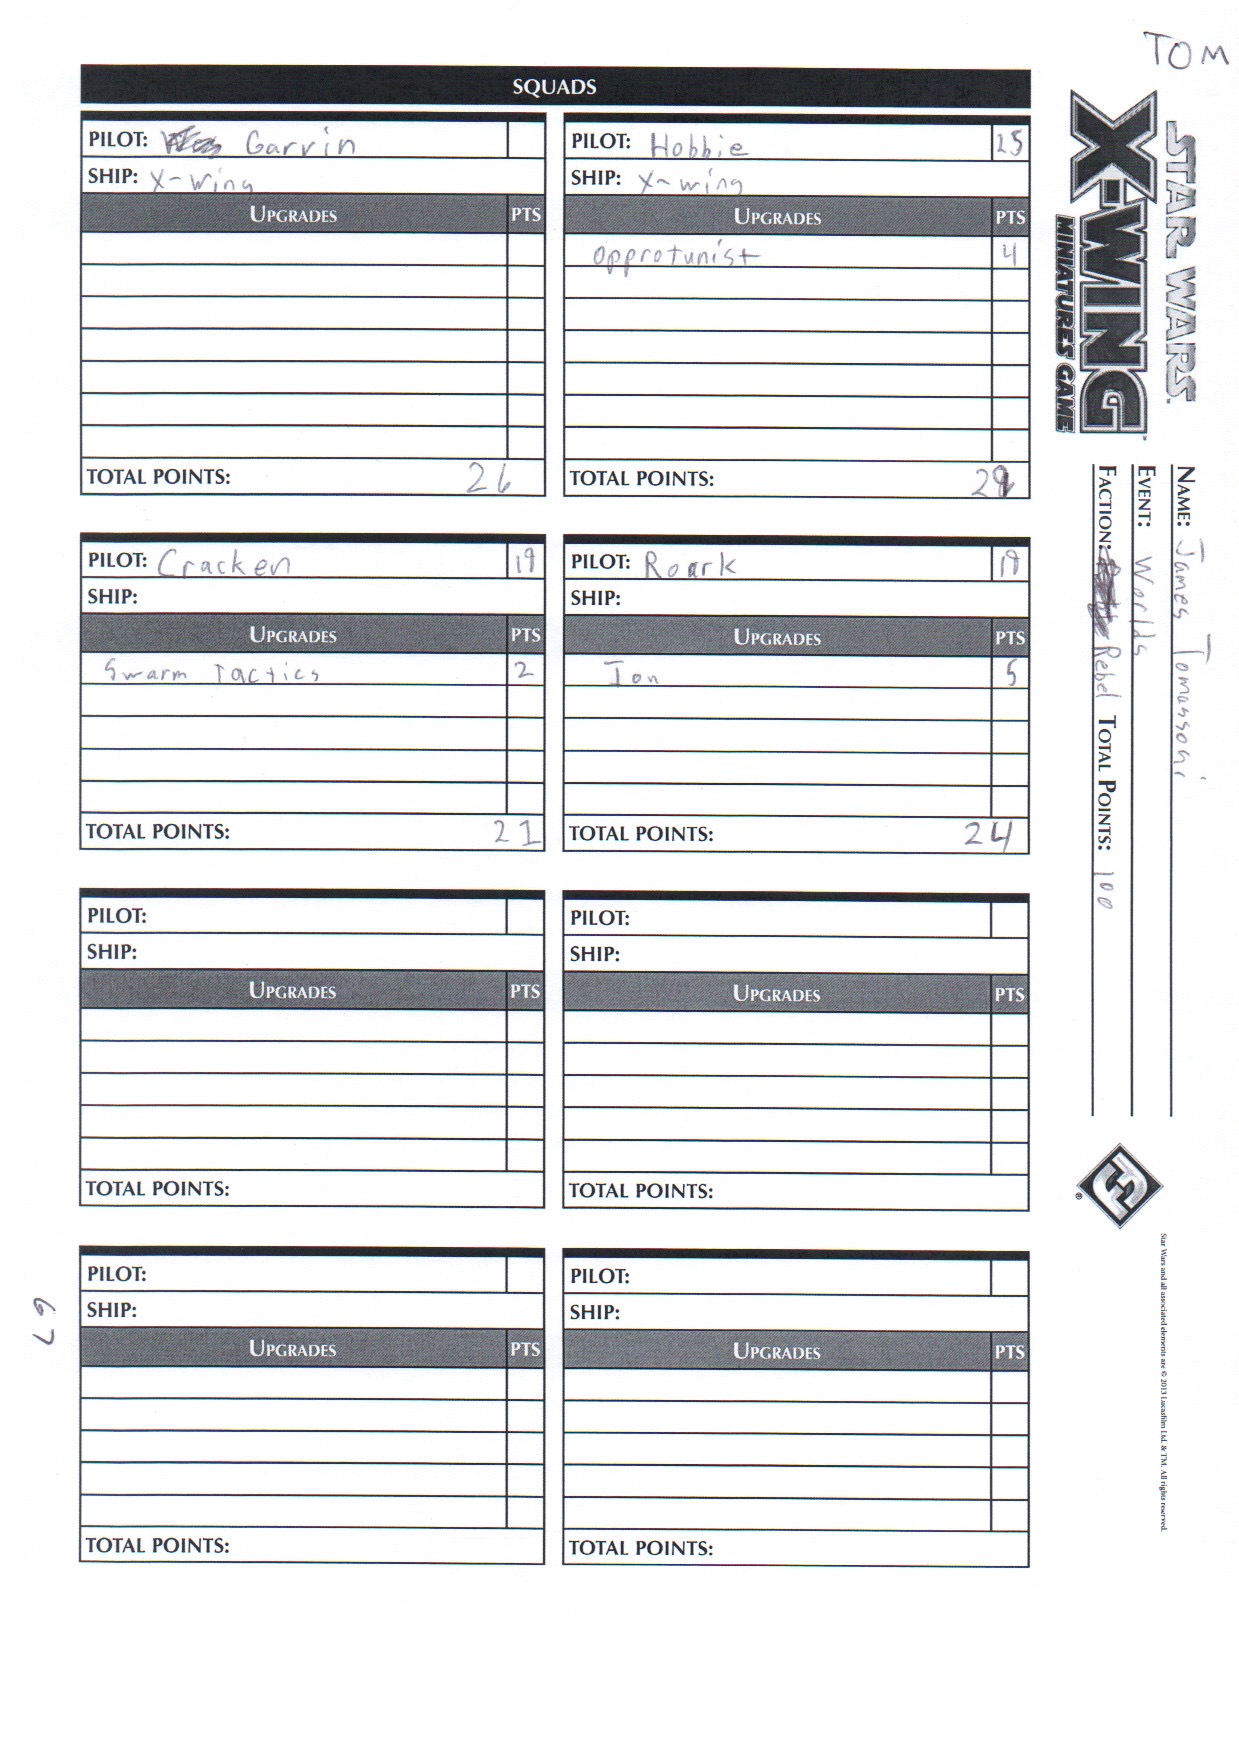 TOM
SQUADS
PILOT: Garvin
SHIP: X-wing
UPGRADES PTS
TOTAL POINTS: 26
PILOT: Hobbie 25
SHIP: X-wing
UPGRADES PTS
opprotunist 4
TOTAL POINTS: 29
PILOT: Cracken 19
SHIP:
UPGRADES PTS
Swarm Tactics 2
TOTAL POINTS: 21
PILOT: Roark 19
SHIP:
UPGRADES PTS
Ion 5
TOTAL POINTS: 24
PILOT:
SHIP:
UPGRADES PTS
TOTAL POINTS:
PILOT:
SHIP:
UPGRADES PTS
TOTAL POINTS:
PILOT:
SHIP:
UPGRADES PTS
TOTAL POINTS:
PILOT:
SHIP:
UPGRADES PTS
TOTAL POINTS:
67
STAR WARS™
X-WING™
MINIATURES GAME
NAME: James Tomassoni
EVENT: Worlds
FACTION: Rebel TOTAL POINTS: 100
Star Wars and all associated elements are © 2013 Lucasfilm Ltd. & TM. All rights reserved.